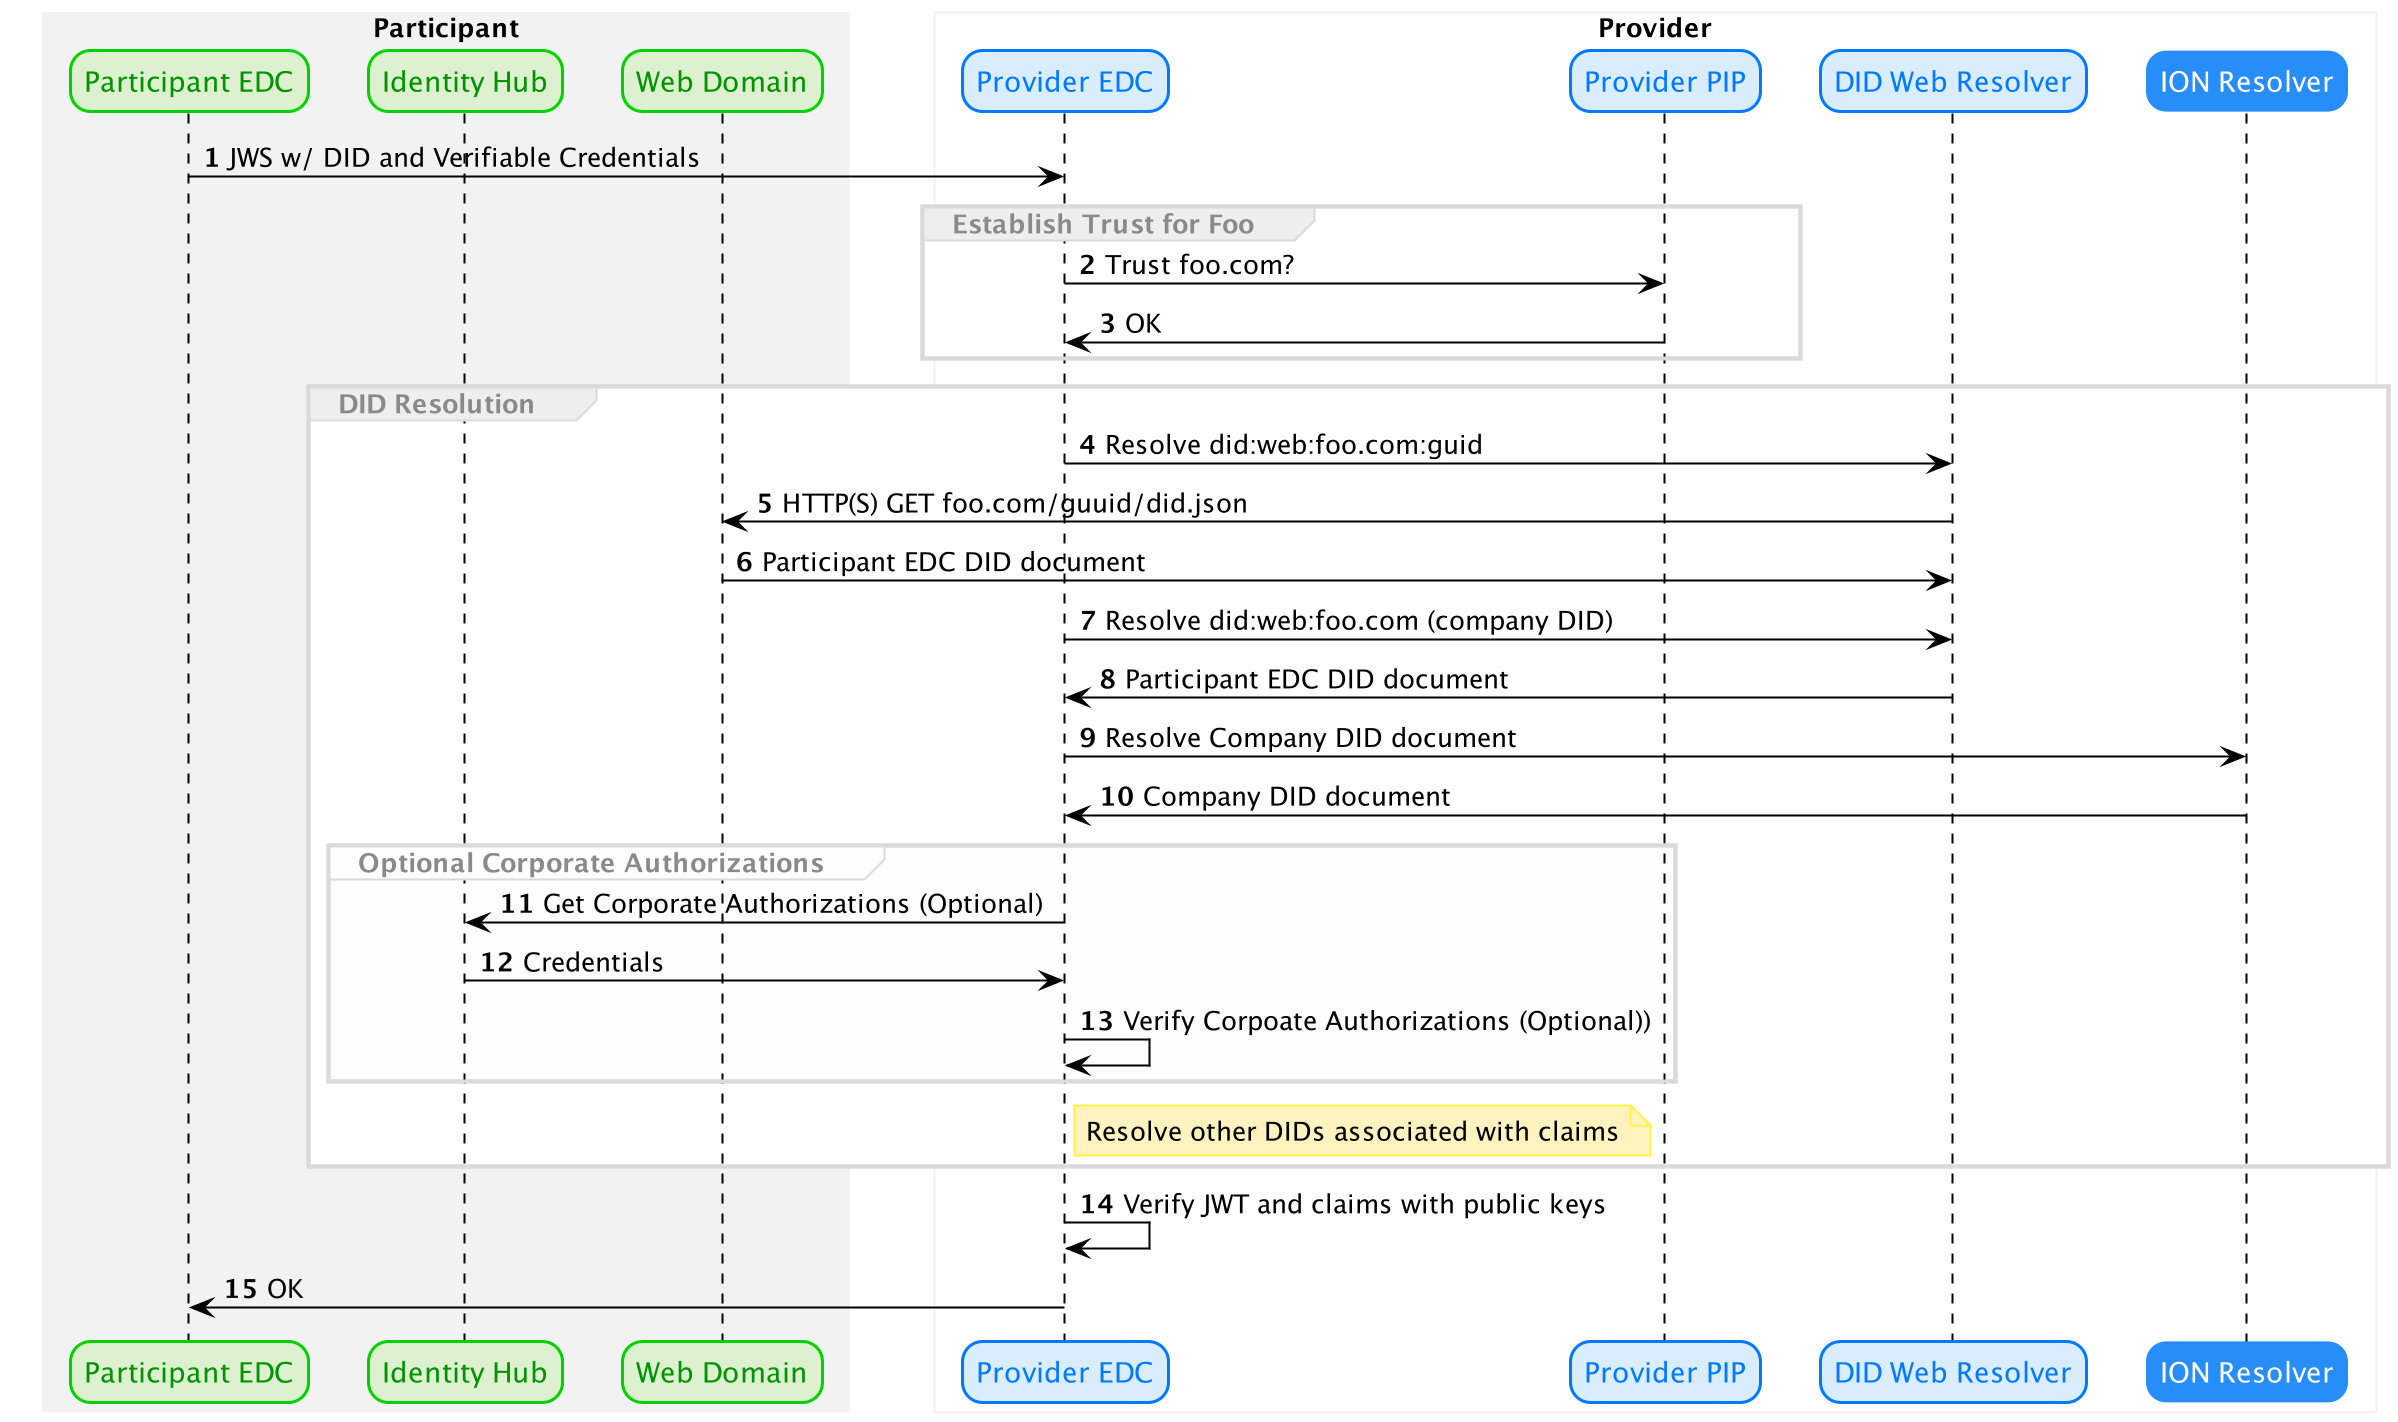 Participant
Provider
Participant EDC
Identity Hub
Web Domain
Provider EDC
Provider PIP
DID Web Resolver
ION Resolver
1 JWS w/ DID and Verifiable Credentials
Establish Trust for Foo
2 Trust foo.com?
3 OK
DID Resolution
4 Resolve did:web:foo.com:guid
5 HTTP(S) GET foo.com/guuid/did.json
6 Participant EDC DID document
7 Resolve did:web:foo.com (company DID)
8 Participant EDC DID document
9 Resolve Company DID document
10 Company DID document
Optional Corporate Authorizations
11 Get Corporate Authorizations (Optional)
12 Credentials
13 Verify Corpoate Authorizations (Optional))
Resolve other DIDs associated with claims
14 Verify JWT and claims with public keys
15 OK
Participant EDC
Identity Hub
Web Domain
Provider EDC
Provider PIP
DID Web Resolver
ION Resolver